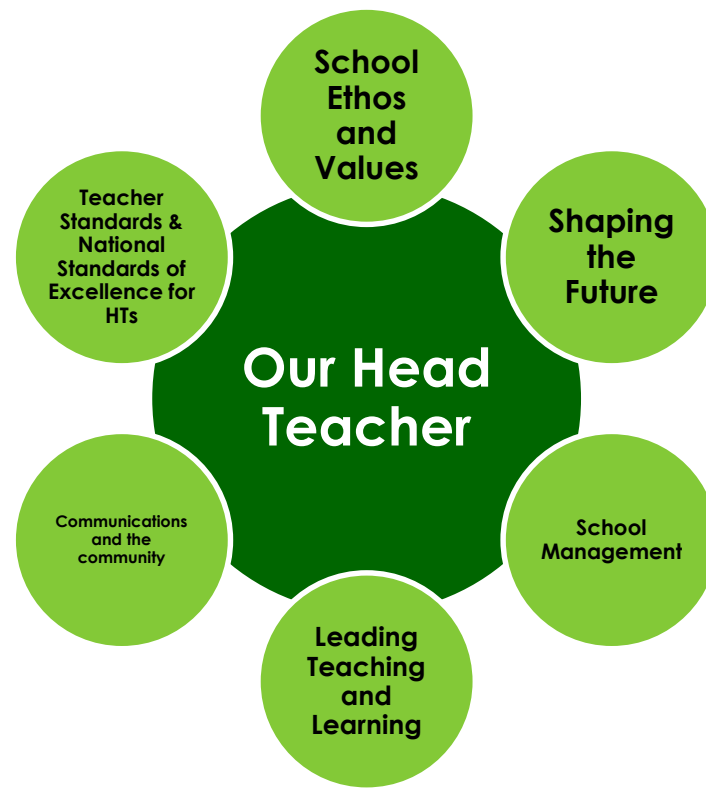 School
Ethos
and
Values
Teacher
Standards &
National
Standards of
Excellence for
HTs
Shaping
the
Future
Our Head
Teacher
Communications
and the
community
School
Management
Leading
Teaching
and
Learning